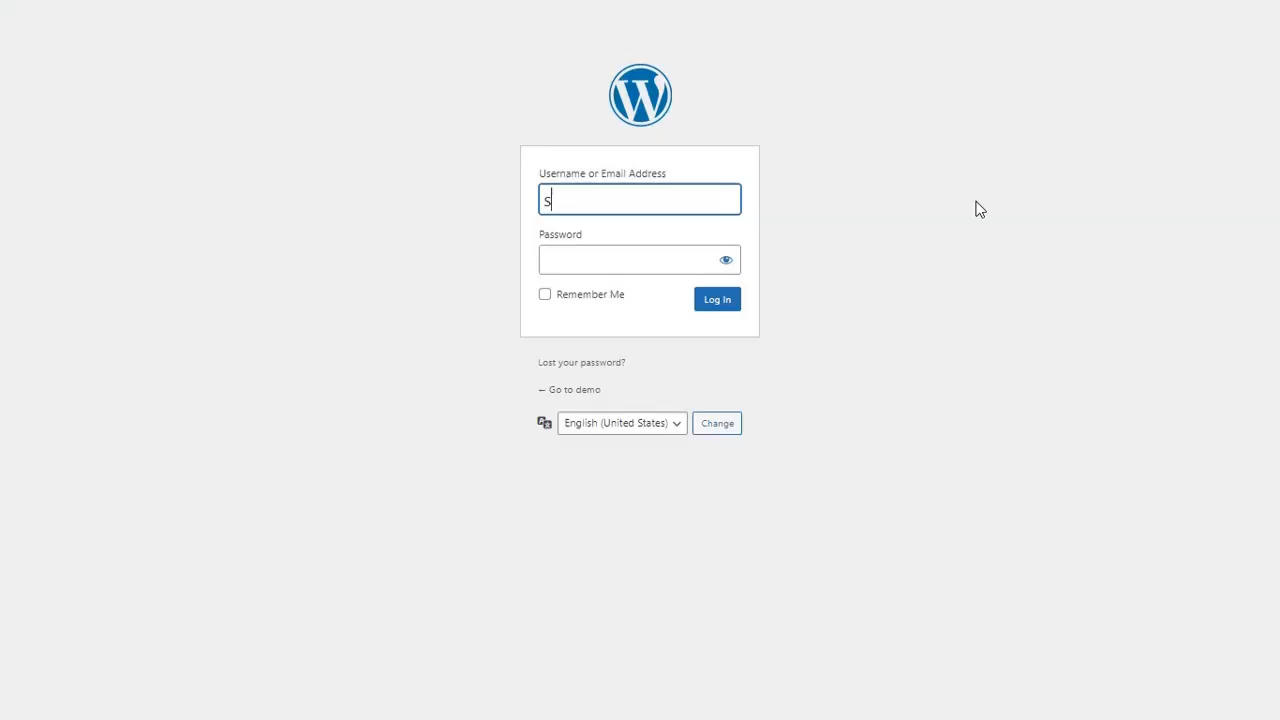 Username or Email Address
S
Password
Remember Me
Log In
Lost your password?
← Go to demo
English (United States)
Change